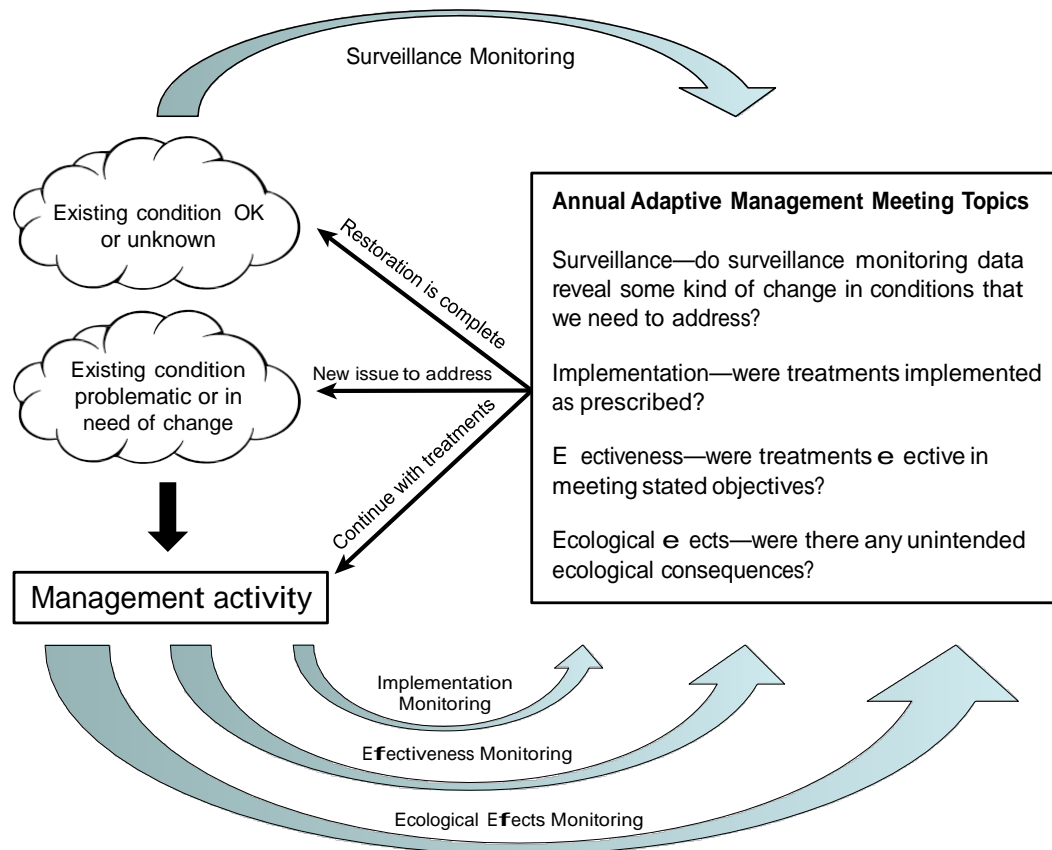 Surveillance Monitoring
Existing condition OK
or unknown
Existing condition
problematic or in
need of change
Management activity
Restoration is complete
New issue to address
Continue with treatments
Annual Adaptive Management Meeting Topics
Surveillance—do surveillance monitoring data
reveal some kind of change in conditions that
we need to address?
Implementation—were treatments implemented
as prescribed?
E ectiveness—were treatments e ective in
meeting stated objectives?
Ecological e ects—were there any unintended
ecological consequences?
Implementation
Monitoring
Efectiveness Monitoring
Ecological Efects Monitoring